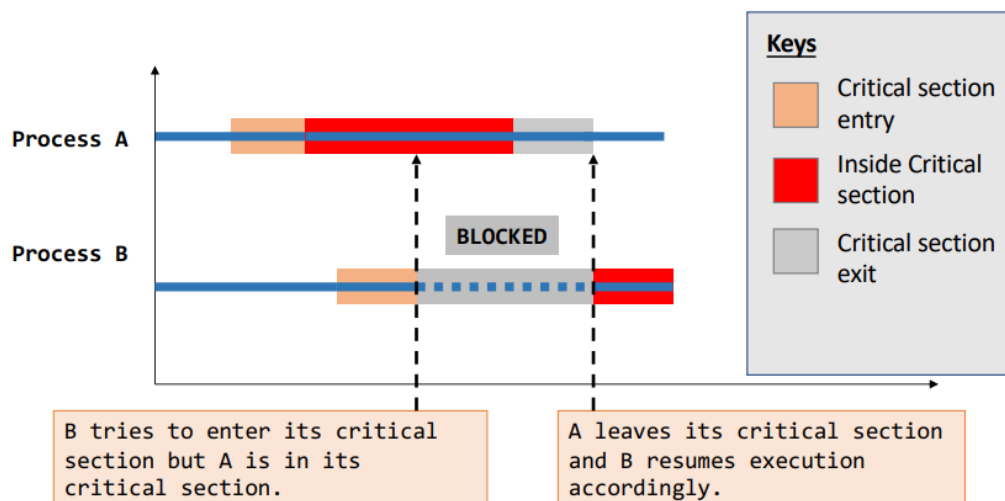 Keys
Critical section
entry
Inside Critical
section
Critical section
exit
Process A
BLOCKED
Process B
B tries to enter its critical
section but A is in its
critical section.
A leaves its critical section
and B resumes execution
accordingly.